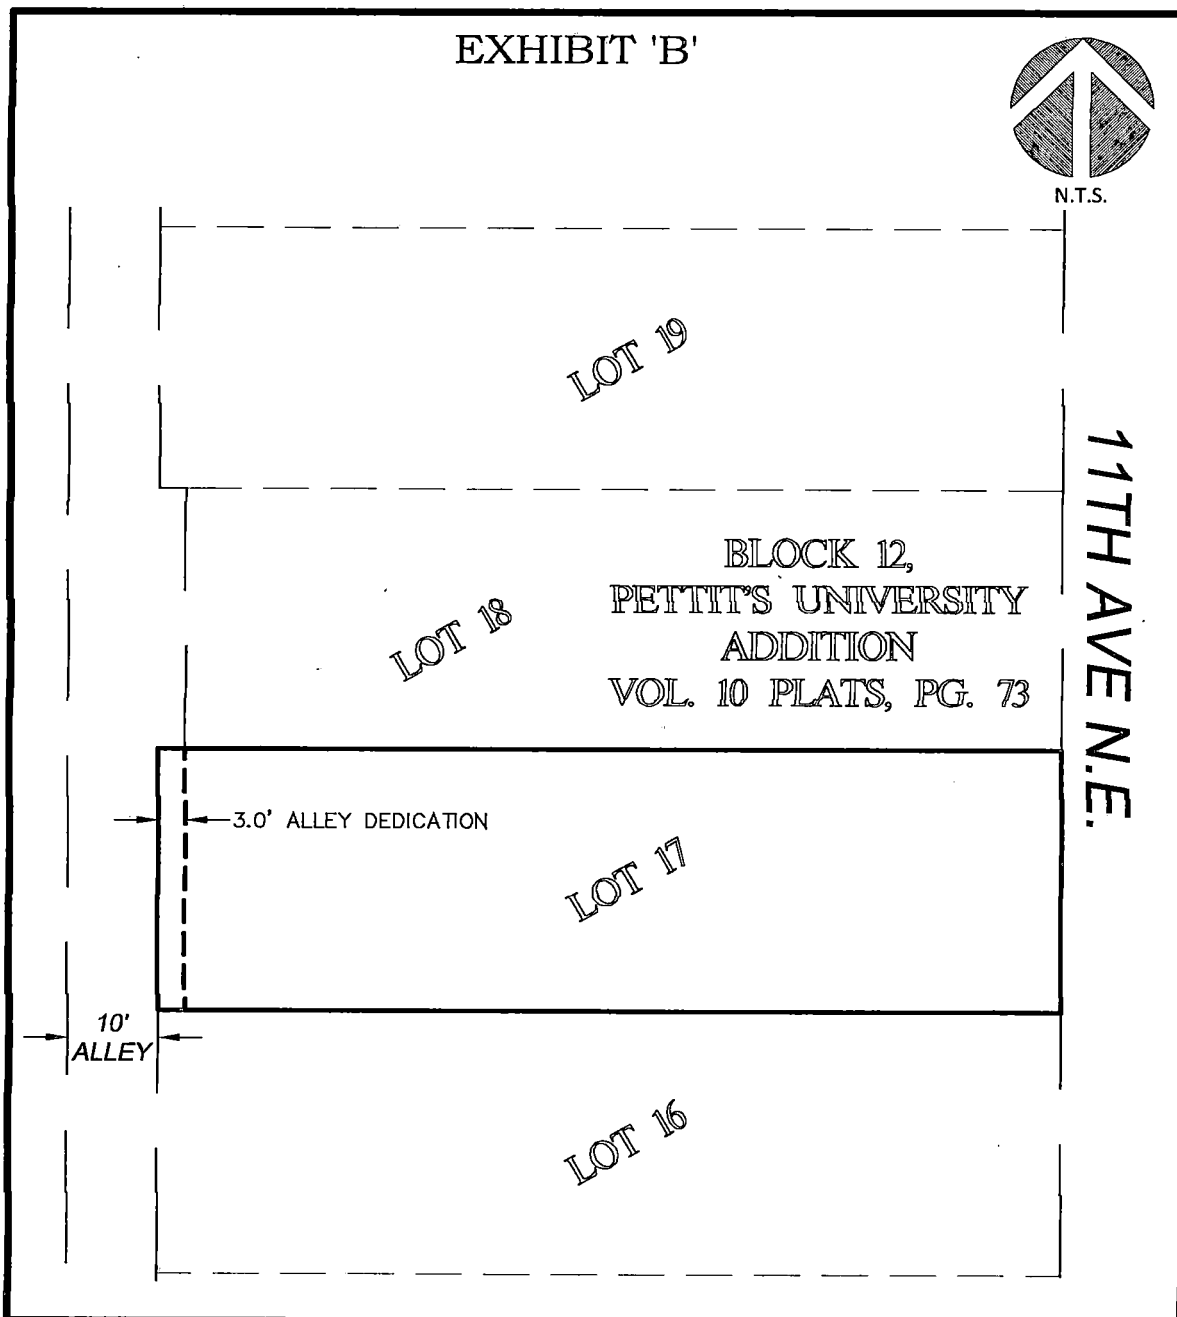 EXHIBIT 'B'
N.T.S.
LOT 19
11TH AVE N.E.
BLOCK 12,
PETTIT'S UNIVERSITY
ADDITION
VOL. 10 PLATS, PG. 73
LOT 18
3.0' ALLEY DEDICATION
LOT 17
10'
ALLEY
LOT 16